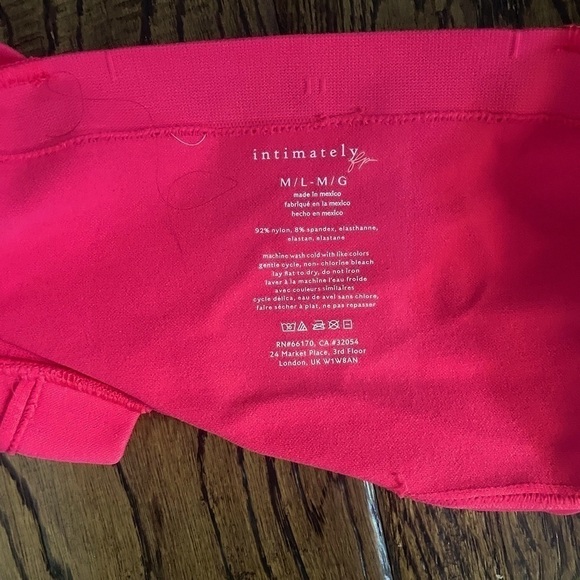 intimately fp
M/L-M/G
made in mexico
fabriqué en la mexico
hecho en mexico
92% nylon, 8% spandex, elasthanne,
elastan, elastane
machine wash cold with like colors
gentle cycle, non-chlorine bleach
lay flat to dry, do not iron
laver à la machine l'eau froide
avec couleurs similaires
cycle délica, eau de avel sans chlore,
faire sécher à plat, ne pas repasser
RN#66170, CA #32054
24 Market Place, 3rd Floor
London, UK W1W8AN